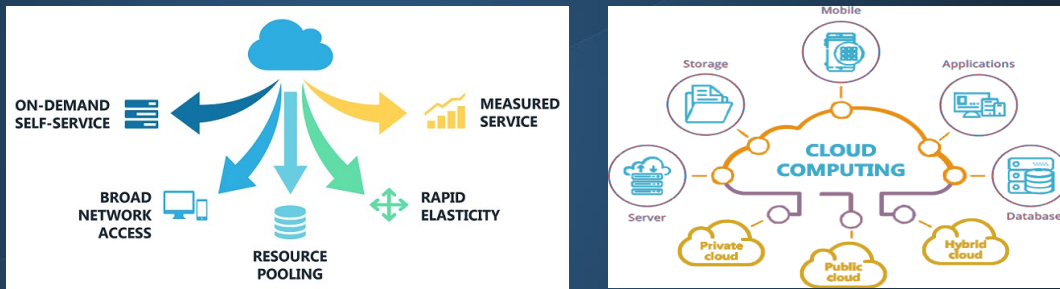 ON-DEMAND
SELF-SERVICE
MEASURED
SERVICE
BROAD
NETWORK
ACCESS
RAPID
ELASTICITY
RESOURCE
POOLING
Mobile
Storage
Applications
CLOUD
COMPUTING
Server
Database
Private
cloud
Public
cloud
Hybrid
cloud